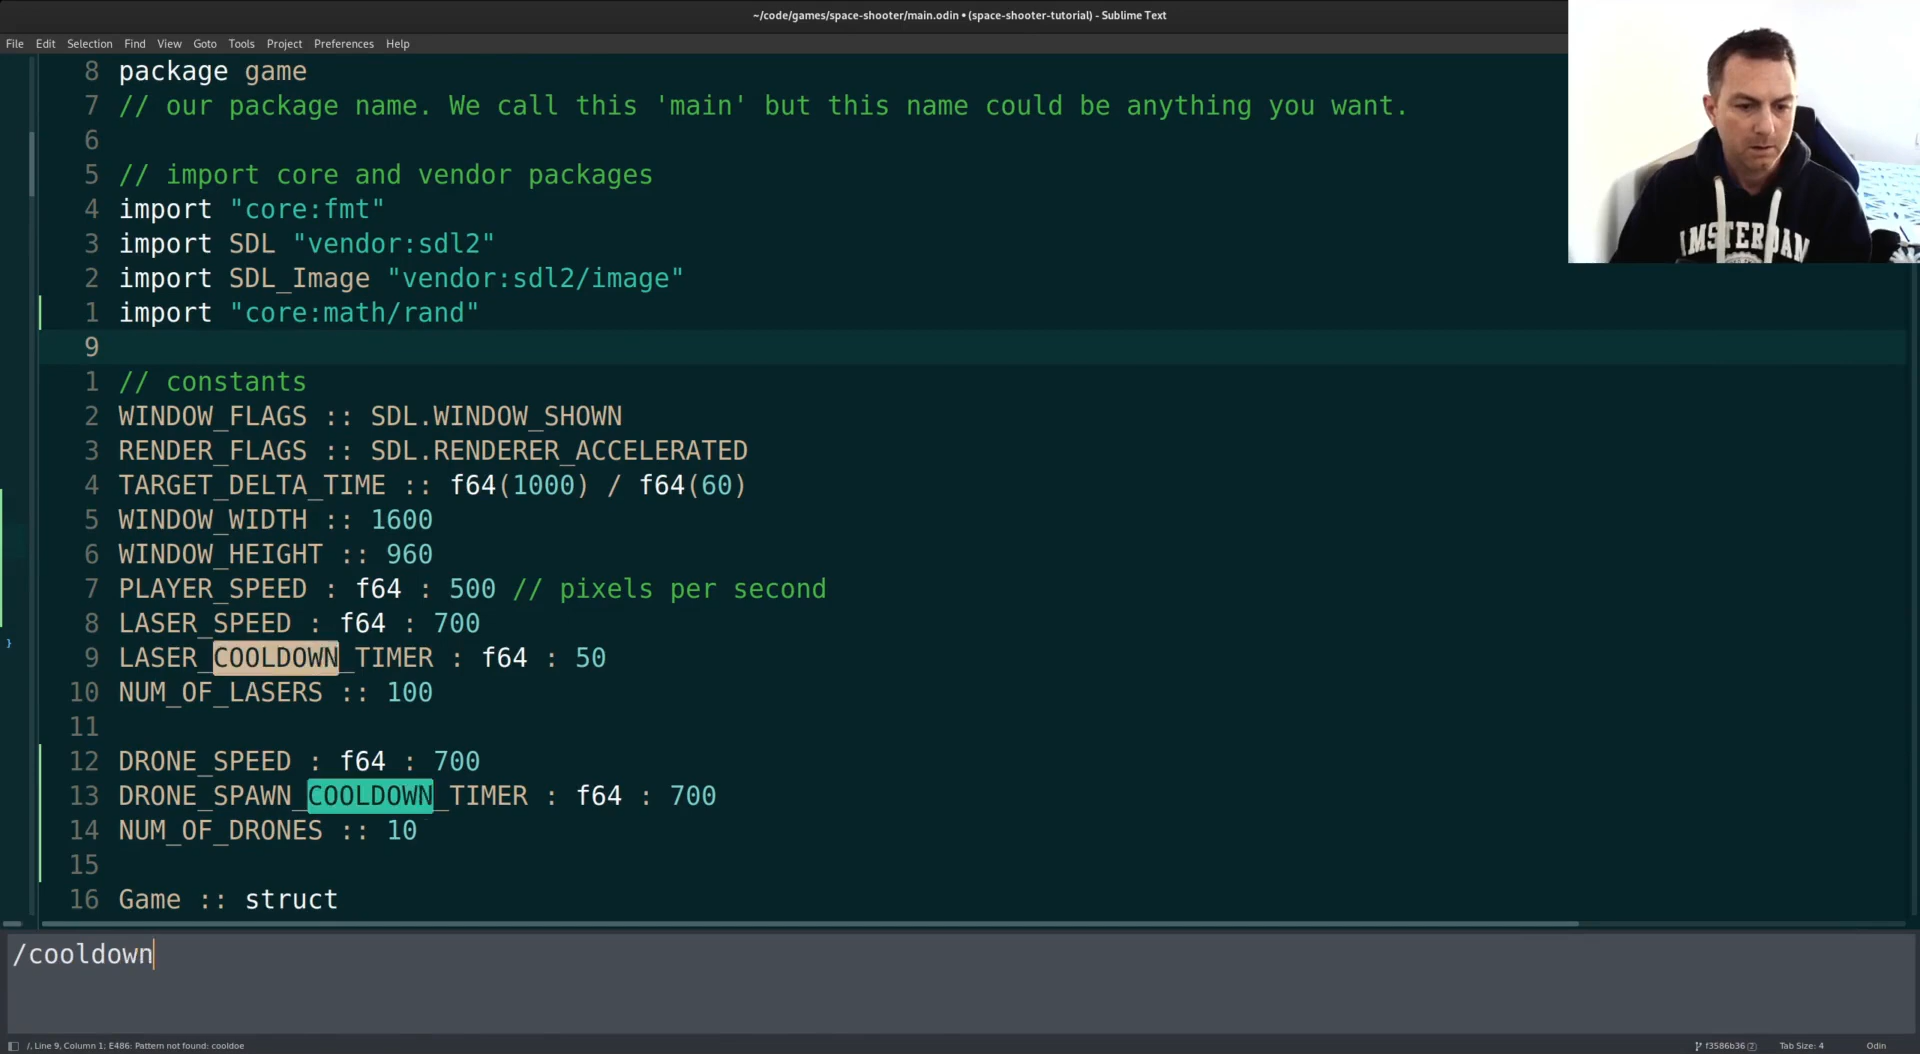 ~/code/games/space-shooter/main.odin • (space-shooter-tutorial) - Sublime Text
File Edit Selection Find View Goto Tools Project Preferences Help
8 package game
7 // our package name. We call this 'main' but this name could be anything you want.
6
5 // import core and vendor packages
4 import "core:fmt"
3 import SDL "vendor:sdl2"
2 import SDL_Image "vendor:sdl2/image"
1 import "core:math/rand"
9
1 // constants
2 WINDOW_FLAGS :: SDL.WINDOW_SHOWN
3 RENDER_FLAGS :: SDL.RENDERER_ACCELERATED
4 TARGET_DELTA_TIME :: f64(1000) / f64(60)
5 WINDOW_WIDTH :: 1600
6 WINDOW_HEIGHT :: 960
7 PLAYER_SPEED : f64 : 500 // pixels per second
8 LASER_SPEED : f64 : 700
9 LASER_COOLDOWN_TIMER : f64 : 50
10 NUM_OF_LASERS :: 100
11
12 DRONE_SPEED : f64 : 700
13 DRONE_SPAWN_COOLDOWN_TIMER : f64 : 700
14 NUM_OF_DRONES :: 10
15
16 Game :: struct
}
AMSTERDAM
/cooldown
/, Line 9, Column 1; E486: Pattern not found: cooldoe
f3586b36 2 Tab Size: 4 Odin